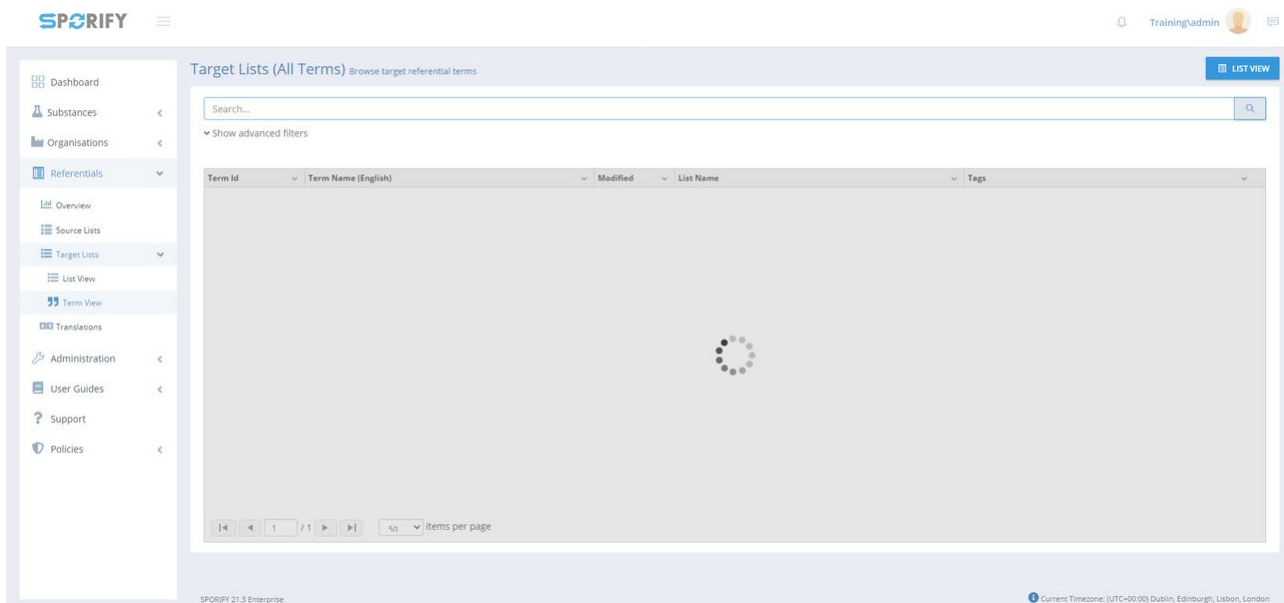 SPORIFY
Training\admin
Dashboard
Substances
Organisations
Referentials
Overview
Source Lists
Target Lists
List View
Term View
Translations
Administration
User Guides
Support
Policies
Target Lists (All Terms) Browse target referential terms
LIST VIEW
Search...
Show advanced filters
Term Id Term Name (English) Modified List Name Tags
1 / 1 50 items per page
SPORIFY 21.3 Enterprise
Current Timezone: (UTC+00:00) Dublin, Edinburgh, Lisbon, London